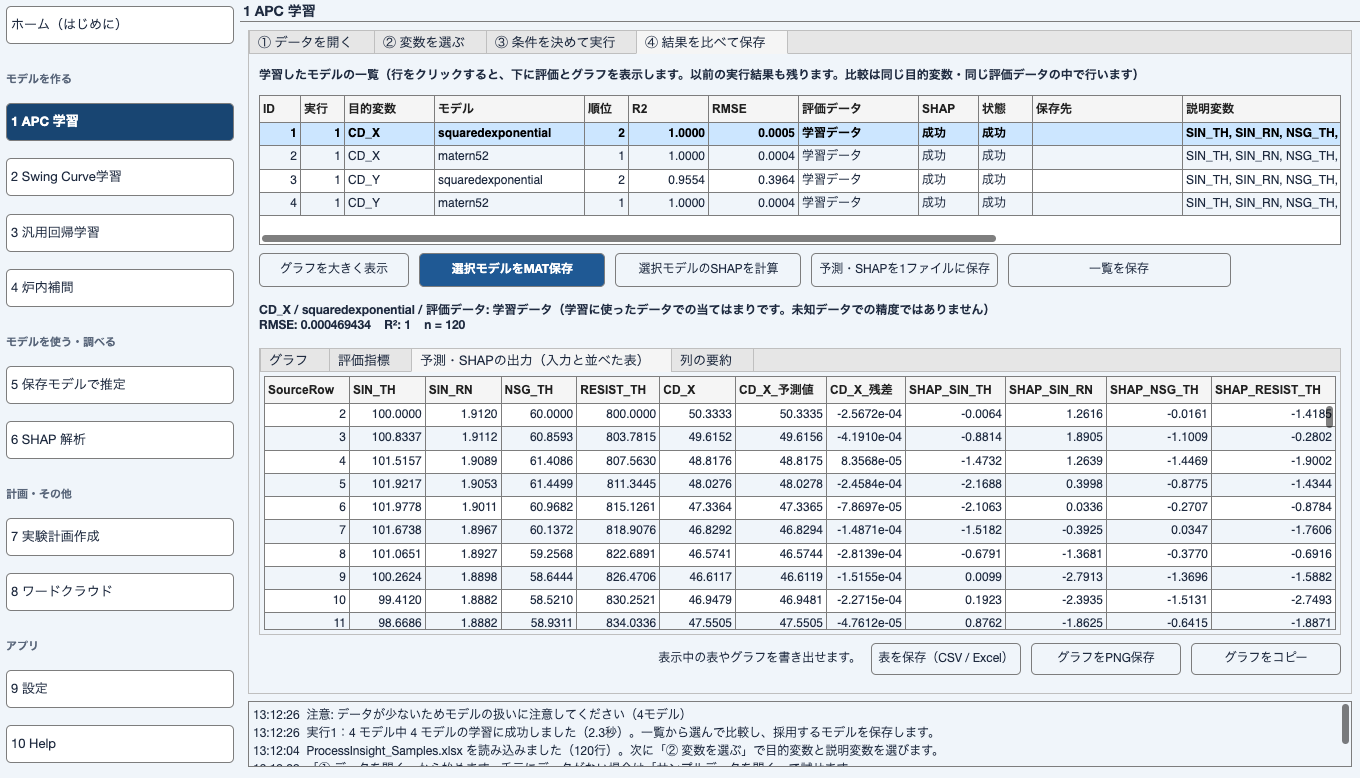 ホーム（はじめに）
モデルを作る
1 APC 学習
2 Swing Curve学習
3 汎用回帰学習
4 炉内補間
モデルを使う・調べる
5 保存モデルで推定
6 SHAP 解析
計画・その他
7 実験計画作成
8 ワードクラウド
アプリ
9 設定
10 Help
1 APC 学習
① データを開く ② 変数を選ぶ ③ 条件を決めて実行 ④ 結果を比べて保存
学習したモデルの一覧（行をクリックすると、下に評価とグラフを表示します。以前の実行結果も残ります。比較は同じ目的変数・同じ評価データの中で行います）
ID 実行 目的変数 モデル 順位 R2 RMSE 評価データ SHAP 状態 保存先 説明変数
1 1 CD_X squaredexponential 2 1.0000 0.0005 学習データ 成功 成功 SIN_TH, SIN_RN, NSG_TH,
2 1 CD_X matern52 1 1.0000 0.0004 学習データ 成功 成功 SIN_TH, SIN_RN, NSG_TH,
3 1 CD_Y squaredexponential 2 0.9554 0.3964 学習データ 成功 成功 SIN_TH, SIN_RN, NSG_TH,
4 1 CD_Y matern52 1 1.0000 0.0004 学習データ 成功 成功 SIN_TH, SIN_RN, NSG_TH,
グラフを大きく表示 選択モデルをMAT保存 選択モデルのSHAPを計算 予測・SHAPを1ファイルに保存 一覧を保存
CD_X / squaredexponential / 評価データ: 学習データ（学習に使ったデータでの当てはまりです。未知データでの精度ではありません）
RMSE: 0.000469434 R²: 1 n = 120
グラフ 評価指標 予測・SHAPの出力（入力と並べた表） 列の要約
SourceRow SIN_TH SIN_RN NSG_TH RESIST_TH CD_X CD_X_予測値 CD_X_残差 SHAP_SIN_TH SHAP_SIN_RN SHAP_NSG_TH SHAP_RESIST_TH
2 100.0000 1.9120 60.0000 800.0000 50.3333 50.3335 -2.5672e-04 -0.0064 1.2616 -0.0161 -1.4185
3 100.8337 1.9112 60.8593 803.7815 49.6152 49.6156 -4.1910e-04 -0.8814 1.8905 -1.1009 -0.2802
4 101.5157 1.9089 61.4086 807.5630 48.8176 48.8175 8.3568e-05 -1.4732 1.2639 -1.4469 -1.9002
5 101.9217 1.9053 61.4499 811.3445 48.0276 48.0278 -2.4584e-04 -2.1688 0.3998 -0.8775 -1.4344
6 101.9778 1.9011 60.9682 815.1261 47.3364 47.3365 -7.8697e-05 -2.1063 0.0336 -0.2707 -0.8784
7 101.6738 1.8967 60.1372 818.9076 46.8292 46.8294 -1.4871e-04 -1.5182 -0.3925 0.0347 -1.7606
8 101.0651 1.8927 59.2568 822.6891 46.5741 46.5744 -2.8139e-04 -0.6791 -1.3681 -0.3770 -0.6916
9 100.2624 1.8898 58.6444 826.4706 46.6117 46.6119 -1.5155e-04 0.0099 -2.7913 -1.3696 -1.5882
10 99.4120 1.8882 58.5210 830.2521 46.9479 46.9481 -2.2715e-04 0.1923 -2.3935 -1.5131 -2.7493
11 98.6686 1.8882 58.9311 834.0336 47.5505 47.5505 -4.7612e-05 0.8762 -1.8625 -0.6415 -1.8871
表示中の表やグラフを書き出せます。 表を保存（CSV / Excel） グラフをPNG保存 グラフをコピー
13:12:26 注意: データが少ないためモデルの扱いに注意してください（4モデル）
13:12:26 実行1：4 モデル中 4 モデルの学習に成功しました（2.3秒）。一覧から選んで比較し、採用するモデルを保存します。
13:12:04 ProcessInsight_Samples.xlsx を読み込みました（120行）。次に「② 変数を選ぶ」で目的変数と説明変数を選びます。